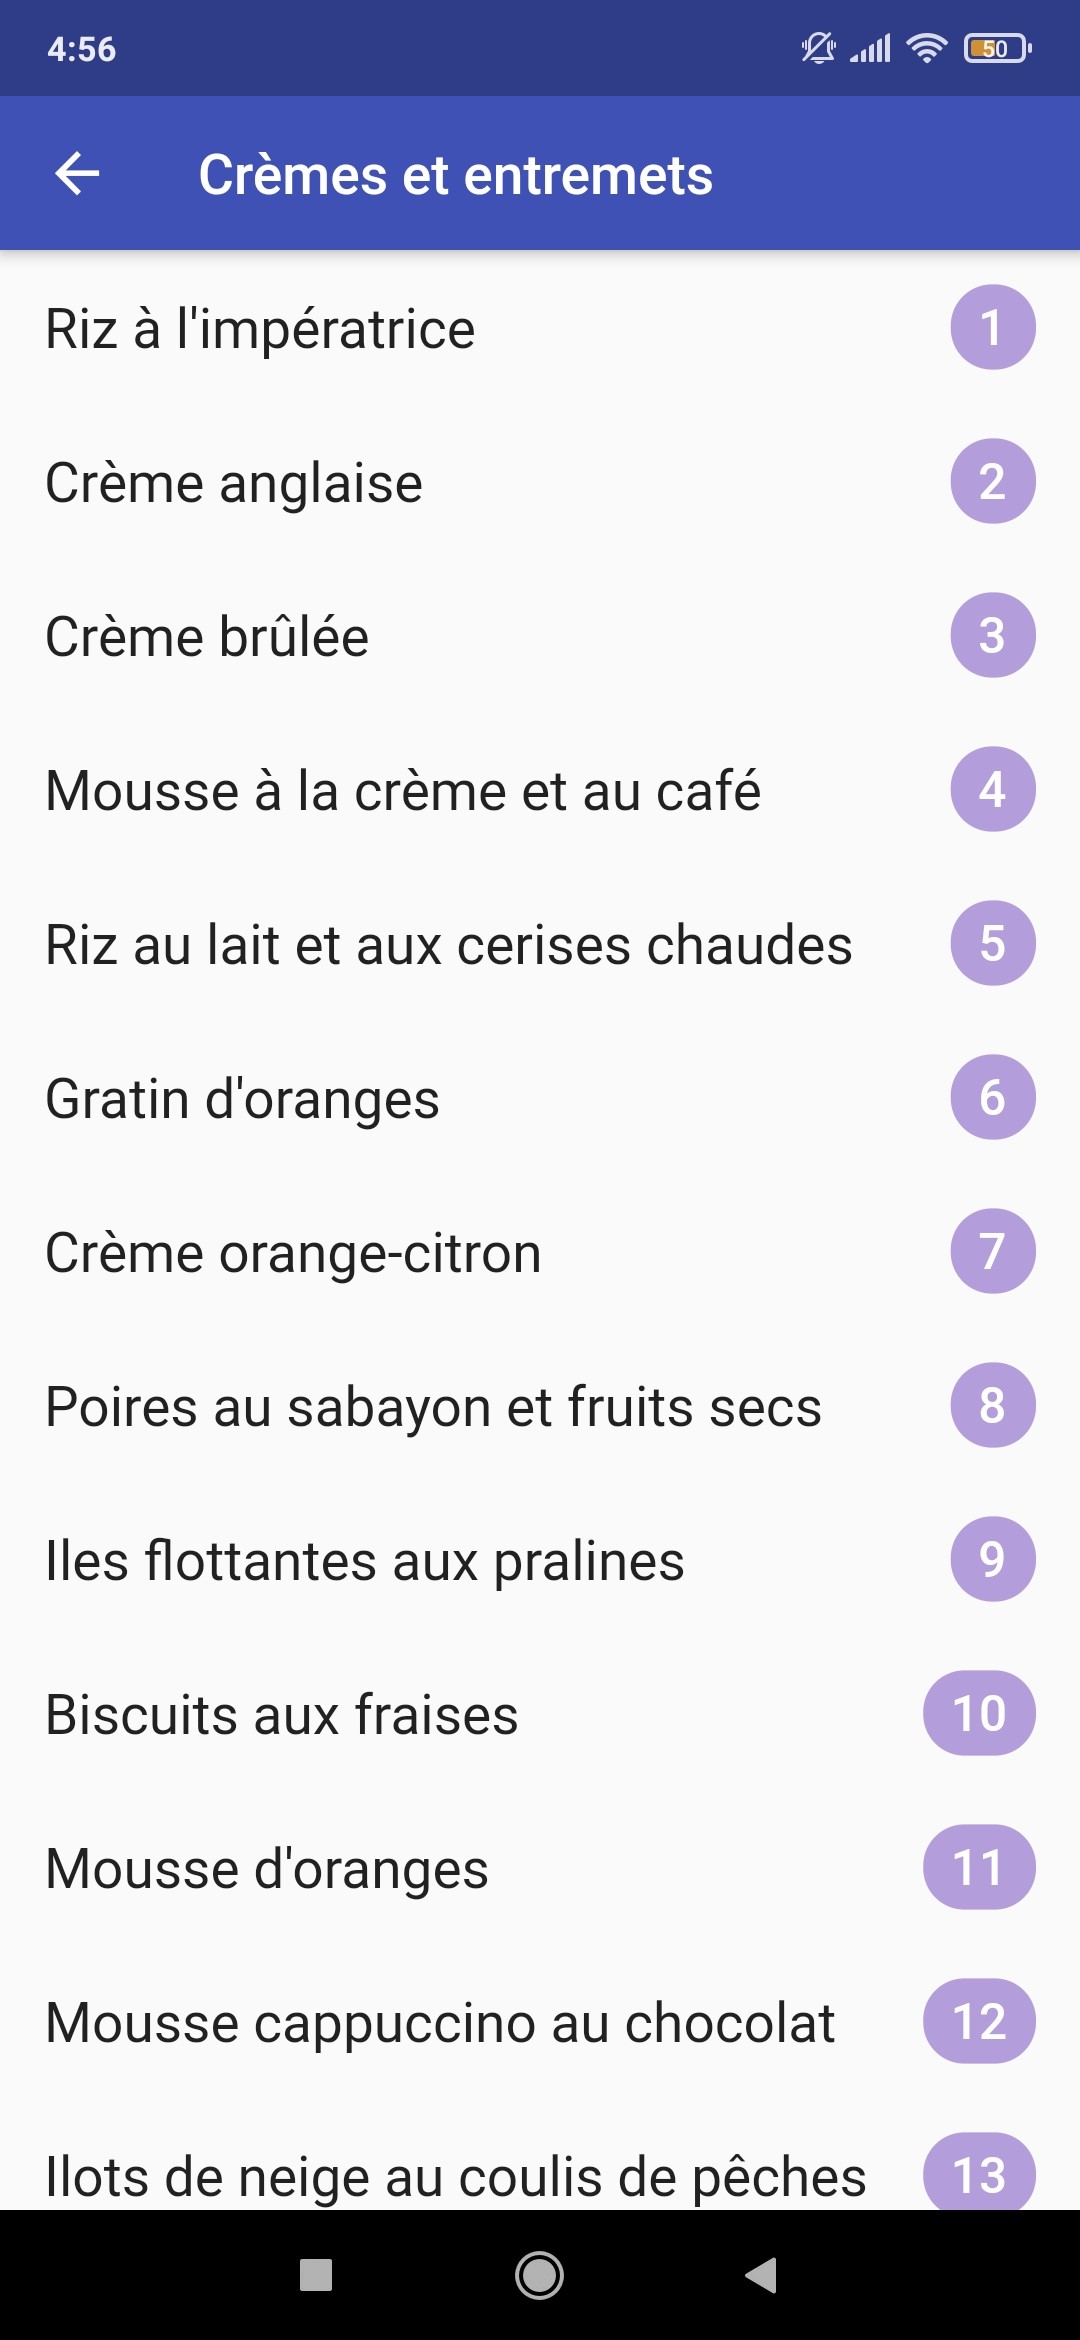 4:56
50
Crèmes et entremets
Riz à l'impératrice 1
Crème anglaise 2
Crème brûlée 3
Mousse à la crème et au café 4
Riz au lait et aux cerises chaudes 5
Gratin d'oranges 6
Crème orange-citron 7
Poires au sabayon et fruits secs 8
Iles flottantes aux pralines 9
Biscuits aux fraises 10
Mousse d'oranges 11
Mousse cappuccino au chocolat 12
Ilots de neige au coulis de pêches 13